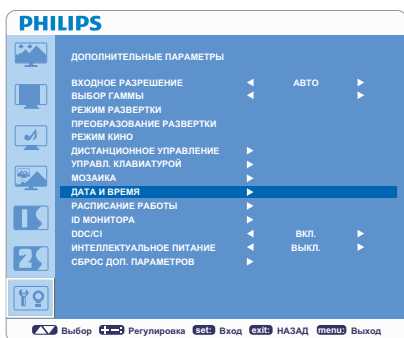 PHILIPS
ДОПОЛНИТЕЛЬНЫЕ ПАРАМЕТРЫ
ВХОДНОЕ РАЗРЕШЕНИЕ ◀ АВТО ▶
ВЫБОР ГАММЫ ◀ ▶
РЕЖИМ РАЗВЕРТКИ
ПРЕОБРАЗОВАНИЕ РАЗВЕРТКИ
РЕЖИМ КИНО
ДИСТАНЦИОННОЕ УПРАВЛЕНИЕ ▶
УПРАВЛ. КЛАВИАТУРОЙ ▶
МОЗАИКА ▶
ДАТА И ВРЕМЯ ▶
РАСПИСАНИЕ РАБОТЫ ▶
ID МОНИТОРА ▶
DDC/CI ◀ ВКЛ. ▶
ИНТЕЛЛЕКТУАЛЬНОЕ ПИТАНИЕ ◀ ВЫКЛ. ▶
СБРОС ДОП. ПАРАМЕТРОВ ▶
Выбор Регулировка set: Вход exit: НАЗАД menu: Выход